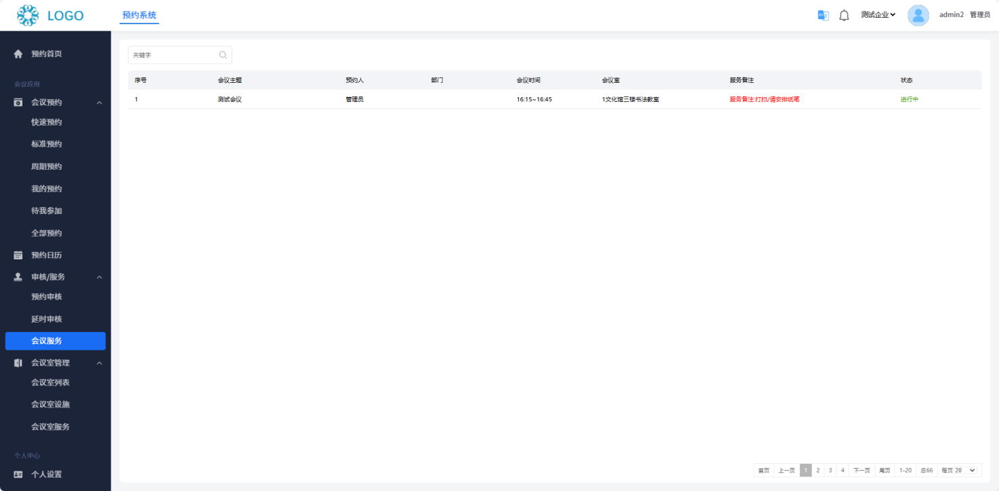 LOGO
预约系统
测试企业
admin2 管理员
预约首页
会议应用
会议预约
快速预约
标准预约
周期预约
我的预约
待我参加
全部预约
预约日历
审核/服务
预约审核
延时审核
会议服务
会议室管理
会议室列表
会议室设施
会议室服务
个人中心
个人设置
关键字
序号 会议主题 预约人 部门 会议时间 会议室 服务备注 状态
1 测试会议 管理员 16:15~16:45 1文化馆三楼书法教室 服务备注:打扫/请安排纸笔 进行中
首页 上一页 1 2 3 4 下一页 尾页 1-20 总66 每页 20